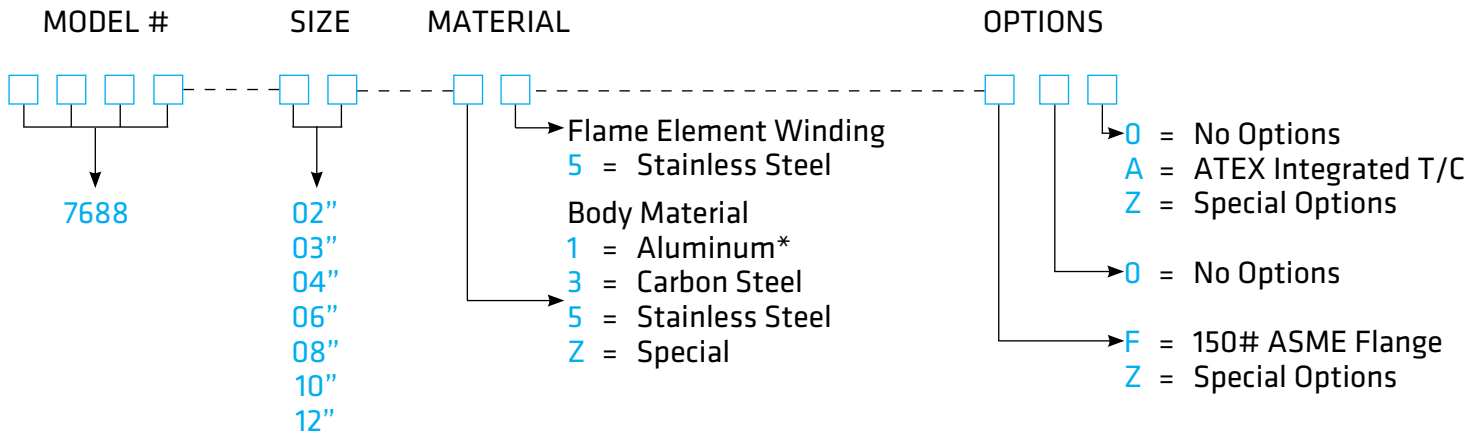 MODEL # SIZE MATERIAL OPTIONS
7688
02”
03”
04”
06”
08”
10”
12”
Flame Element Winding
5 = Stainless Steel
Body Material
1 = Aluminum*
3 = Carbon Steel
5 = Stainless Steel
Z = Special
0 = No Options
A = ATEX Integrated T/C
Z = Special Options
0 = No Options
F = 150# ASME Flange
Z = Special Options